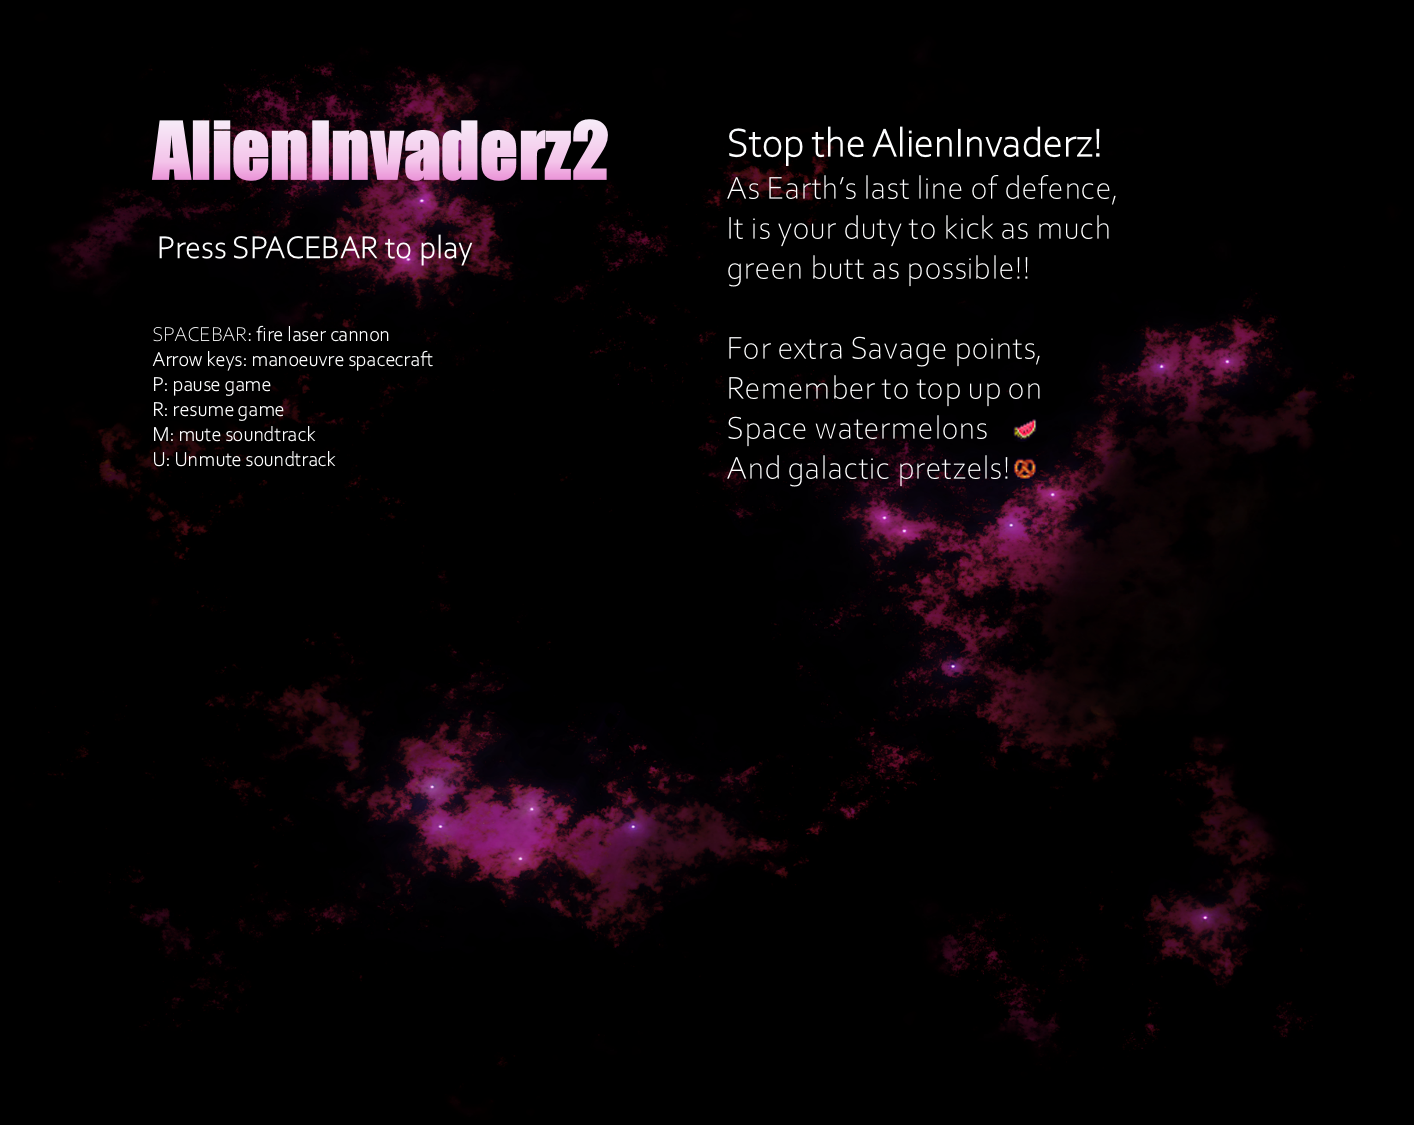 AlienInvaderz2
Press SPACEBAR to play
SPACEBAR: fire laser cannon
Arrow keys: manoeuvre spacecraft
P: pause game
R: resume game
M: mute soundtrack
U: Unmute soundtrack
Stop the AlienInvaderz!
As Earth’s last line of defence,
It is your duty to kick as much
green butt as possible!!
For extra Savage points,
Remember to top up on
Space watermelons 🍉
And galactic pretzels!🥨